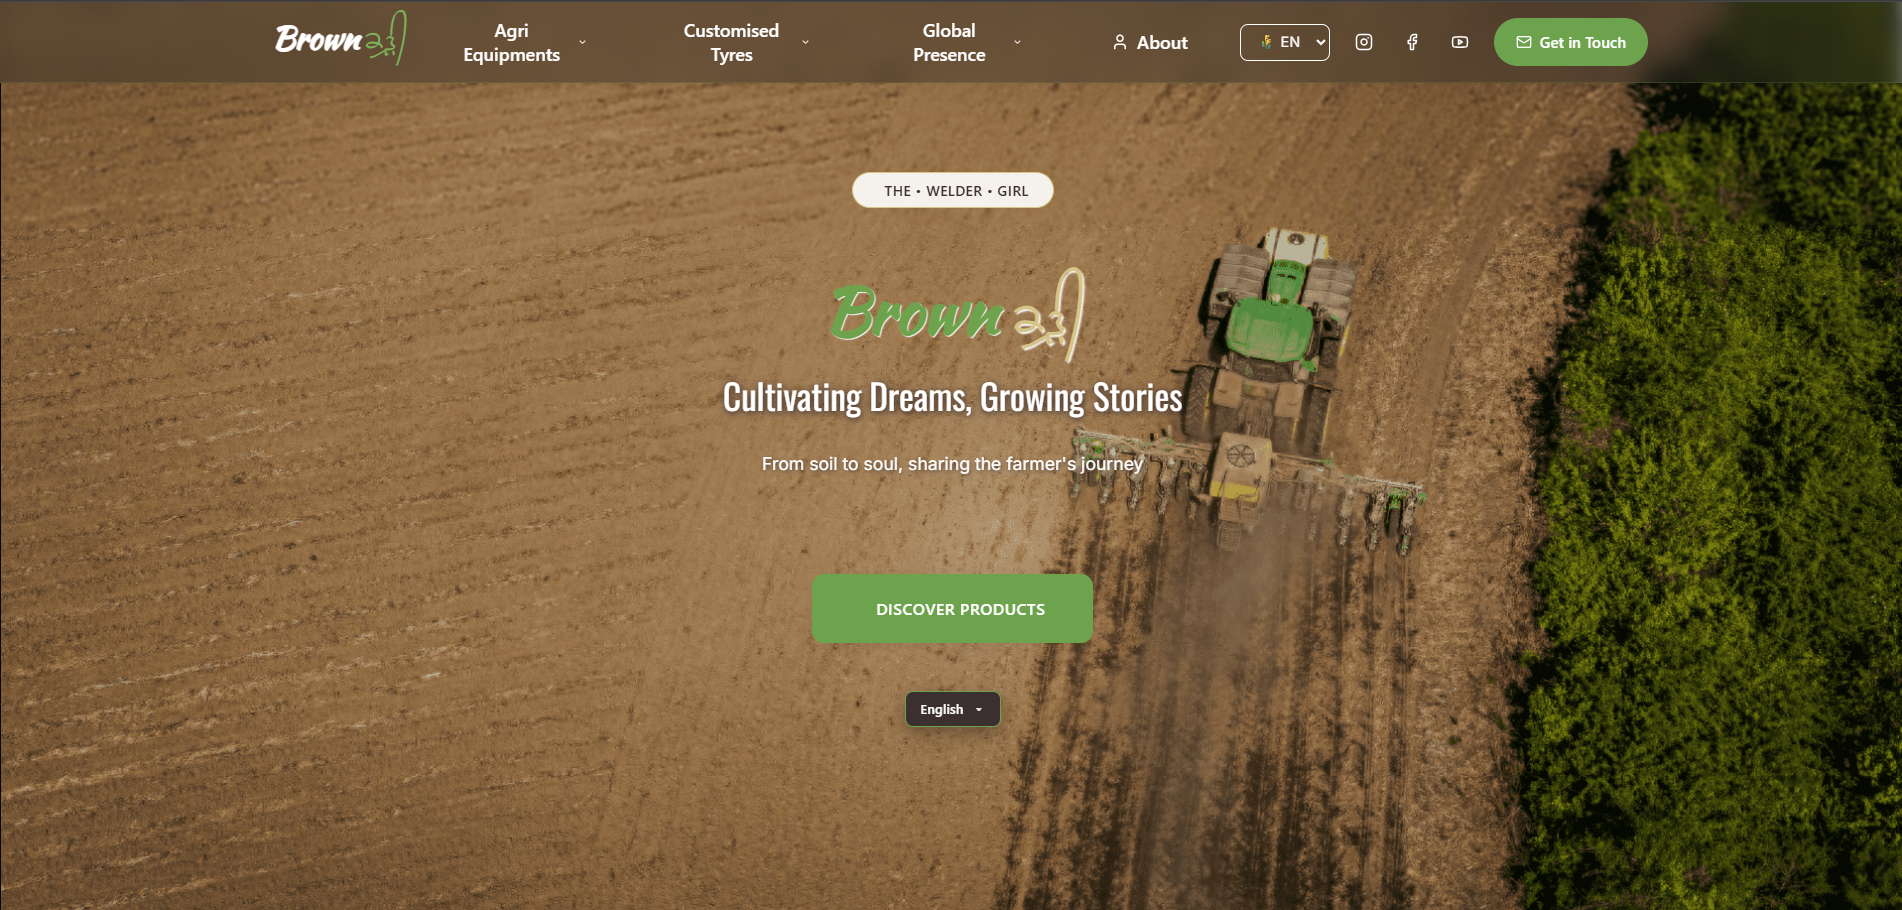 Brown
Agri
Equipments
Customised
Tyres
Global
Presence
About
EN
Get in Touch
THE • WELDER • GIRL
Brown
Cultivating Dreams, Growing Stories
From soil to soul, sharing the farmer's journey
DISCOVER PRODUCTS
English